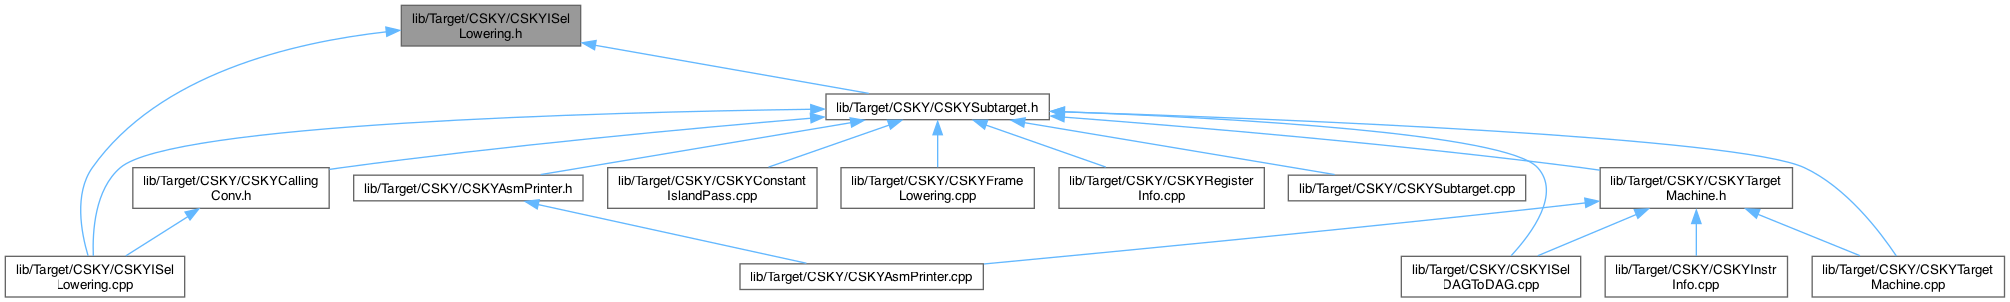 lib/Target/CSKY/CSKYISel
Lowering.h
lib/Target/CSKY/CSKYSubtarget.h
lib/Target/CSKY/CSKYCalling
Conv.h
lib/Target/CSKY/CSKYAsmPrinter.h
lib/Target/CSKY/CSKYConstant
IslandPass.cpp
lib/Target/CSKY/CSKYFrame
Lowering.cpp
lib/Target/CSKY/CSKYRegister
Info.cpp
lib/Target/CSKY/CSKYSubtarget.cpp
lib/Target/CSKY/CSKYTarget
Machine.h
lib/Target/CSKY/CSKYISel
Lowering.cpp
lib/Target/CSKY/CSKYAsmPrinter.cpp
lib/Target/CSKY/CSKYISel
DAGToDAG.cpp
lib/Target/CSKY/CSKYInstr
Info.cpp
lib/Target/CSKY/CSKYTarget
Machine.cpp